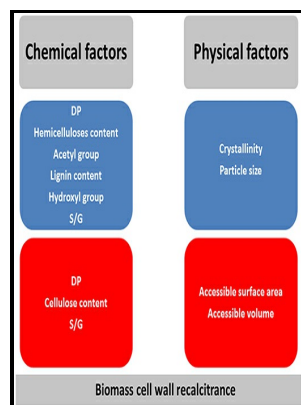 Chemical factors
Physical factors
DP
Hemicelluloses content
Acetyl group
Lignin content
Hydroxyl group
S/G
Crystallinity
Particle size
DP
Cellulose content
S/G
Accessible surface area
Accessible volume
Biomass cell wall recalcitrance